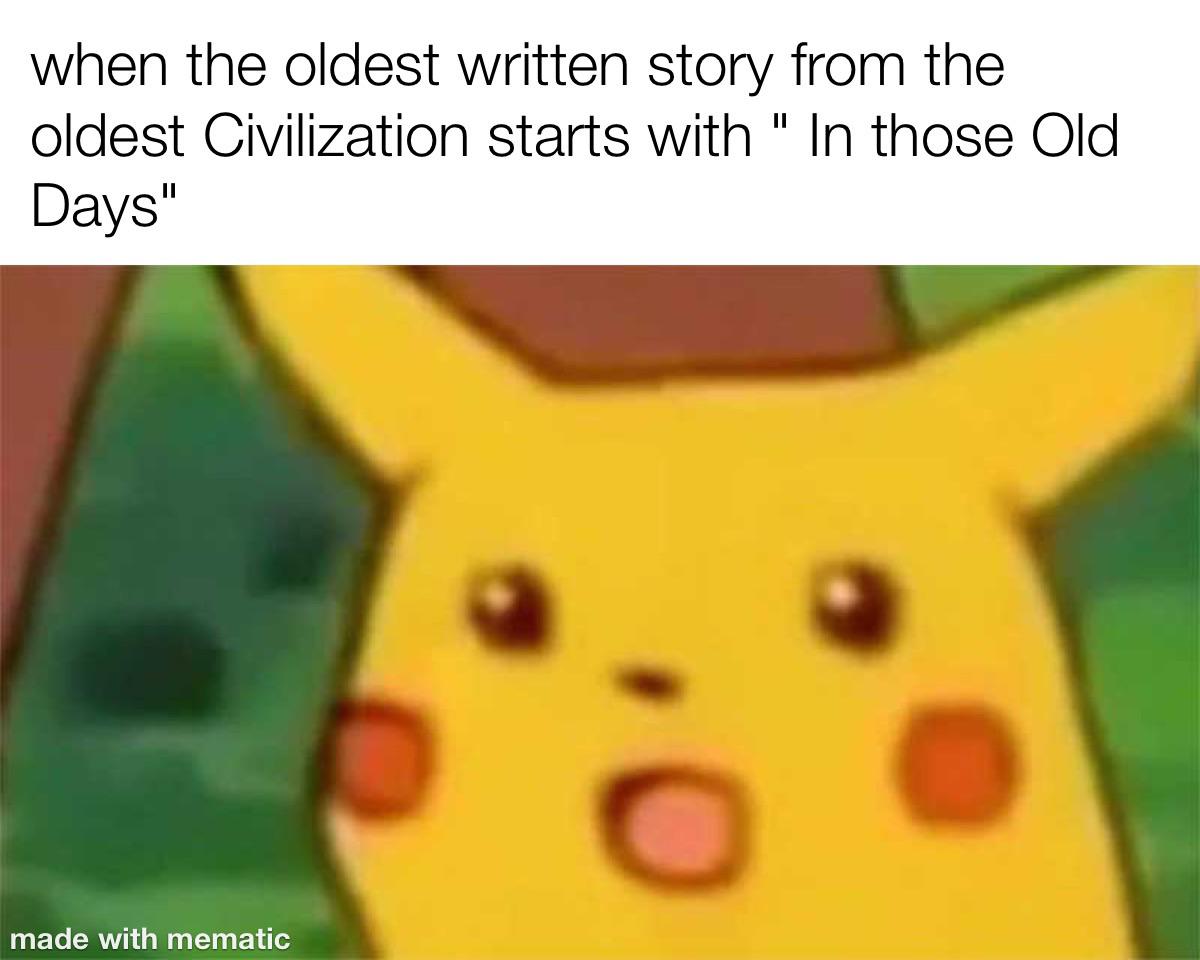 when the oldest written story from the
oldest Civilization starts with " In those Old
Days"
made with mematic